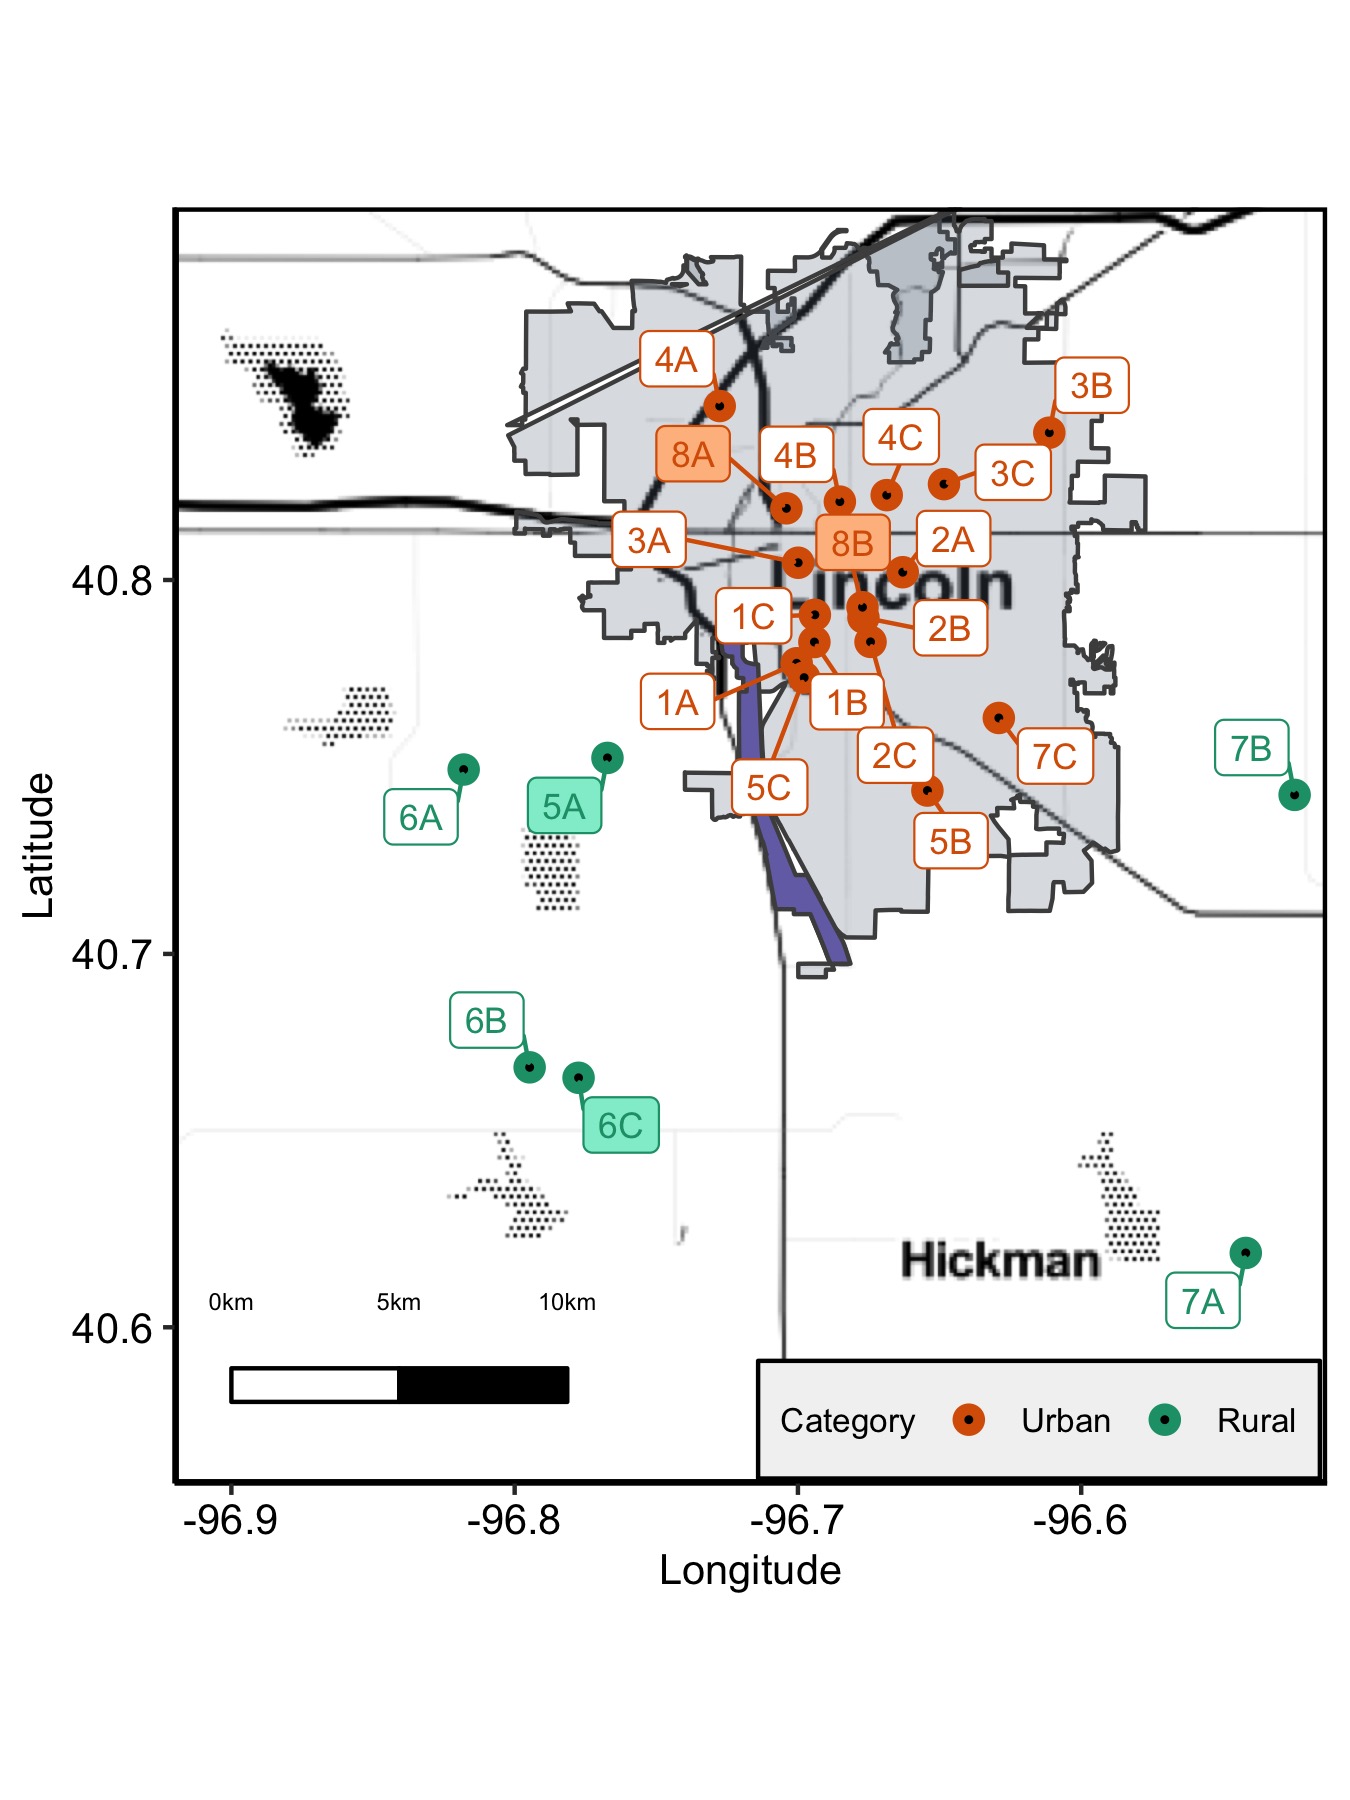 4A
3B
8A
4B
4C
3C
3A
8B
2A
40.8
Lincoln
1C
2B
1A
1B
2C
7C
7B
5C
6A
5A
5B
Latitude
40.7
6B
6C
Hickman
7A
0km 5km 10km
40.6
Category Urban Rural
-96.9 -96.8 -96.7 -96.6
Longitude